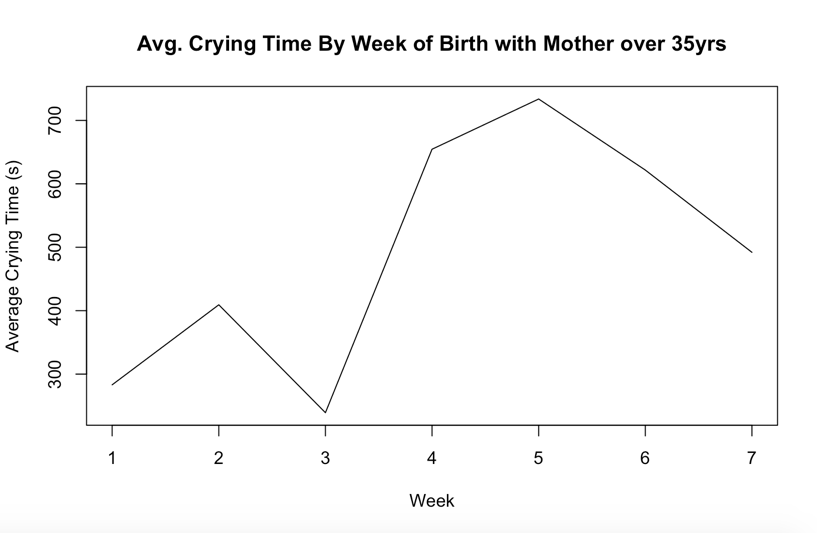 Avg. Crying Time By Week of Birth with Mother over 35yrs
Average Crying Time (s)
700
600
500
400
300
1 2 3 4 5 6 7
Week